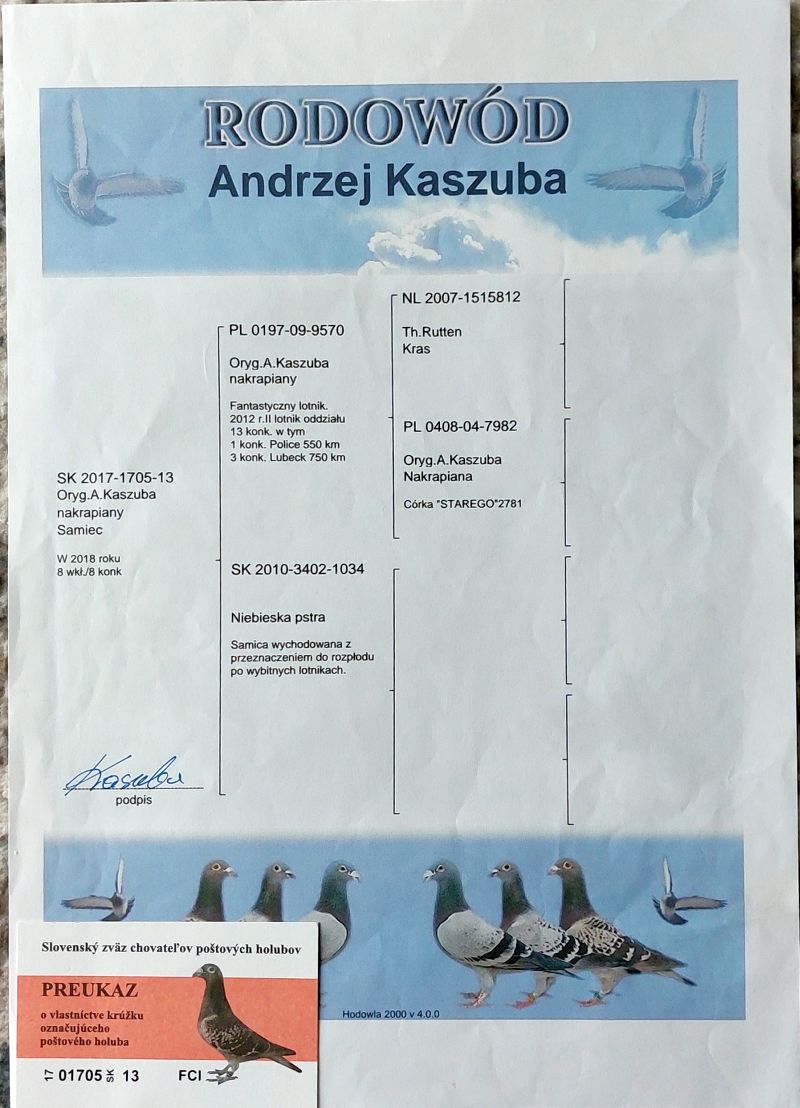 RODOWÓD
Andrzej Kaszuba
SK 2017-1705-13
Oryg.A.Kaszuba
nakrapiany
Samiec
W 2018 roku
8 wkł./8 konk
PL 0197-09-9570
Oryg.A.Kaszuba
nakrapiany
Fantastyczny lotnik.
2012 r.II lotnik oddziału
13 konk. w tym
1 konk. Police 550 km
3 konk. Lubeck 750 km
SK 2010-3402-1034
Niebieska pstra
Samica wychodowana z
przeznaczeniem do rozpłodu
po wybitnych lotnikach.
NL 2007-1515812
Th.Rutten
Kras
PL 0408-04-7982
Oryg.A.Kaszuba
Nakrapiana
Córka "STAREGO"2781
Kaszuba
podpis
Hodowla 2000 v 4.0.0
Slovenský zväz chovateľov poštových holubov
PREUKAZ
o vlastníctve krúžku
označujúceho
poštového holuba
17 01705 SK 13 FCI